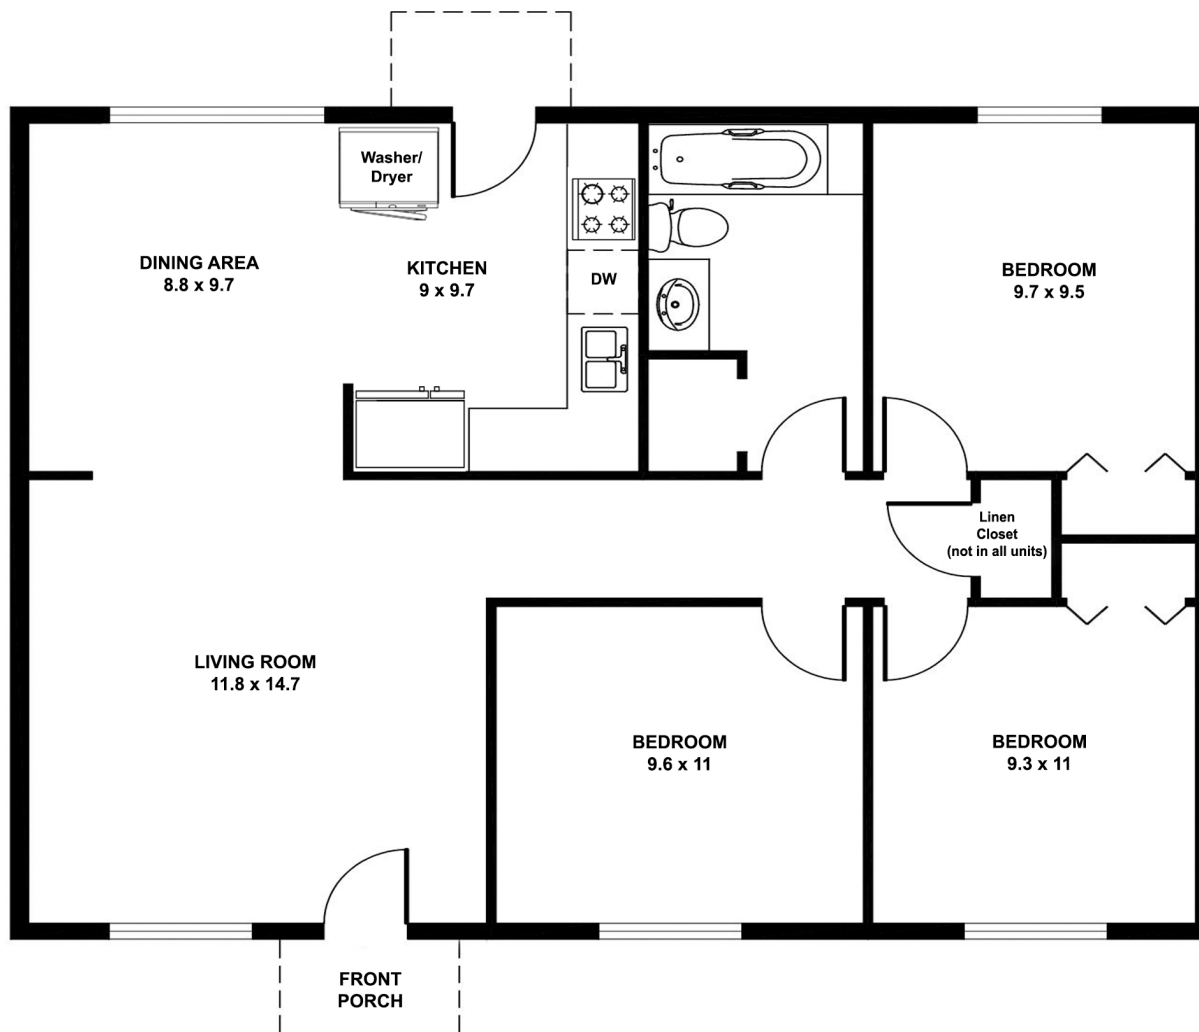 Washer/
Dryer
DINING AREA
8.8 x 9.7
KITCHEN
9 x 9.7
DW
BEDROOM
9.7 x 9.5
Linen
Closet
(not in all units)
LIVING ROOM
11.8 x 14.7
BEDROOM
9.6 x 11
BEDROOM
9.3 x 11
FRONT
PORCH